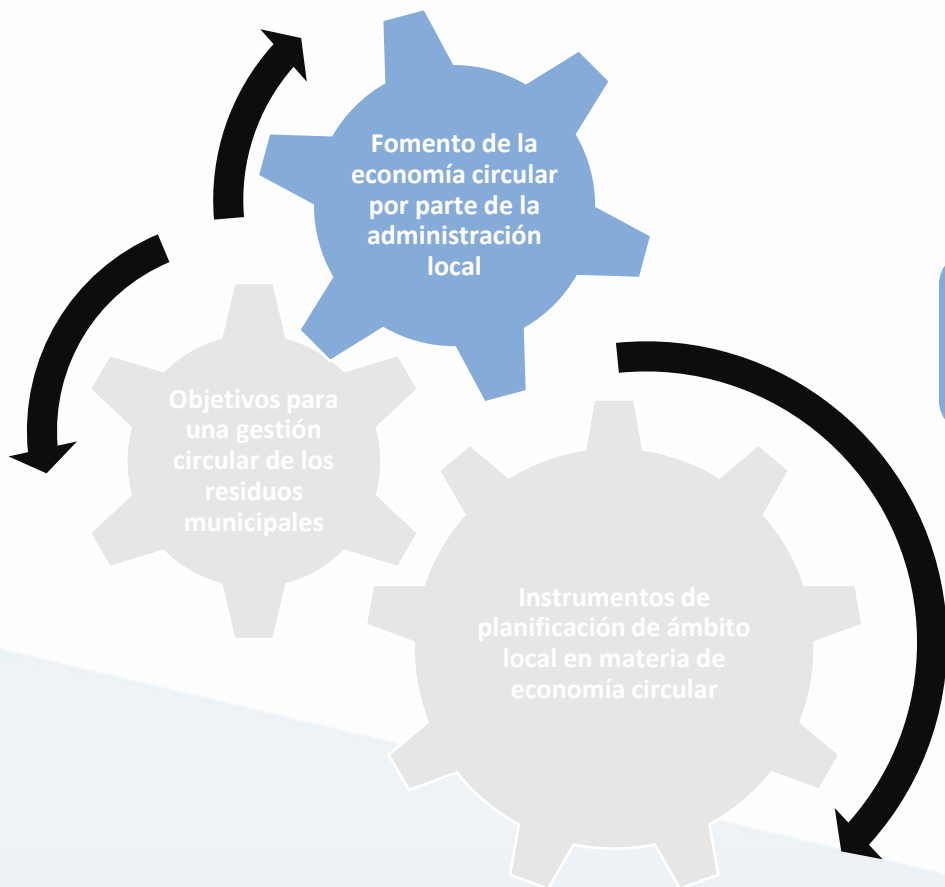 Fomento de la
economía circular
por parte de la
administración
local
Objetivos para
una gestión
circular de los
residuos
municipales
Instrumentos de
planificación de ámbito
local en materia de
economía circular